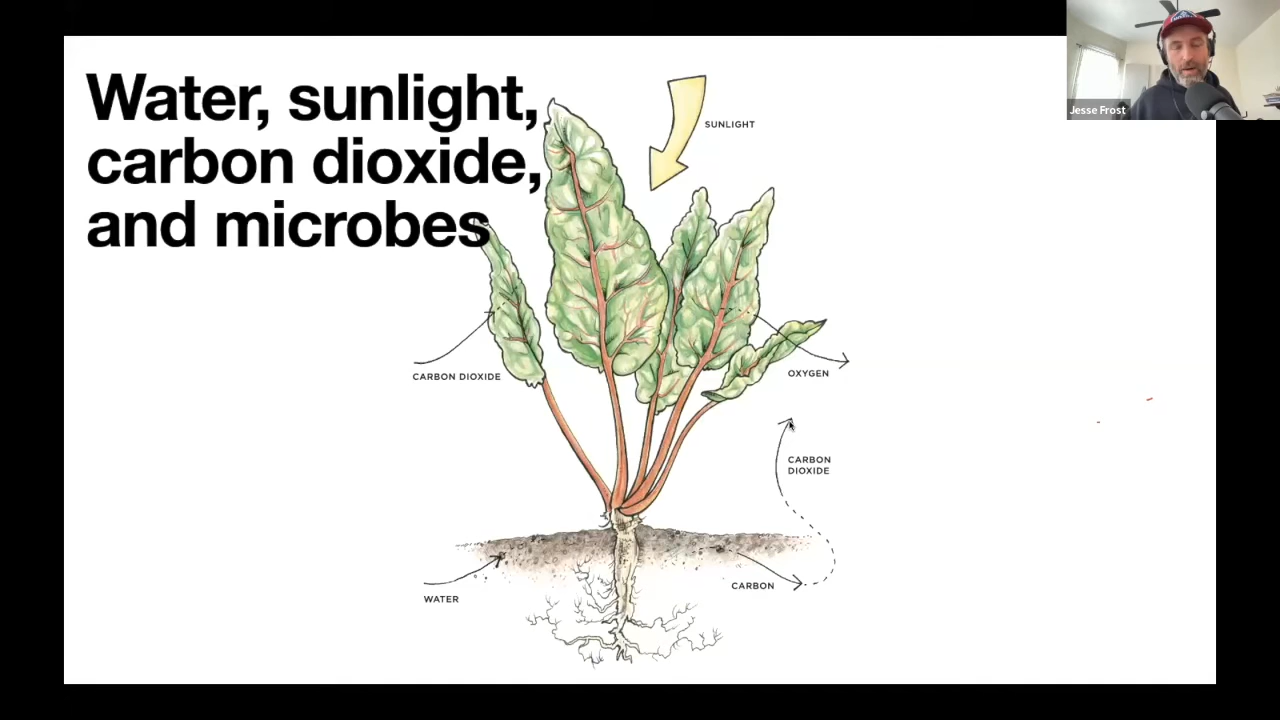 Water, sunlight,
carbon dioxide,
and microbes
SUNLIGHT
Jesse Frost
CARBON DIOXIDE
OXYGEN
CARBON
DIOXIDE
WATER
CARBON